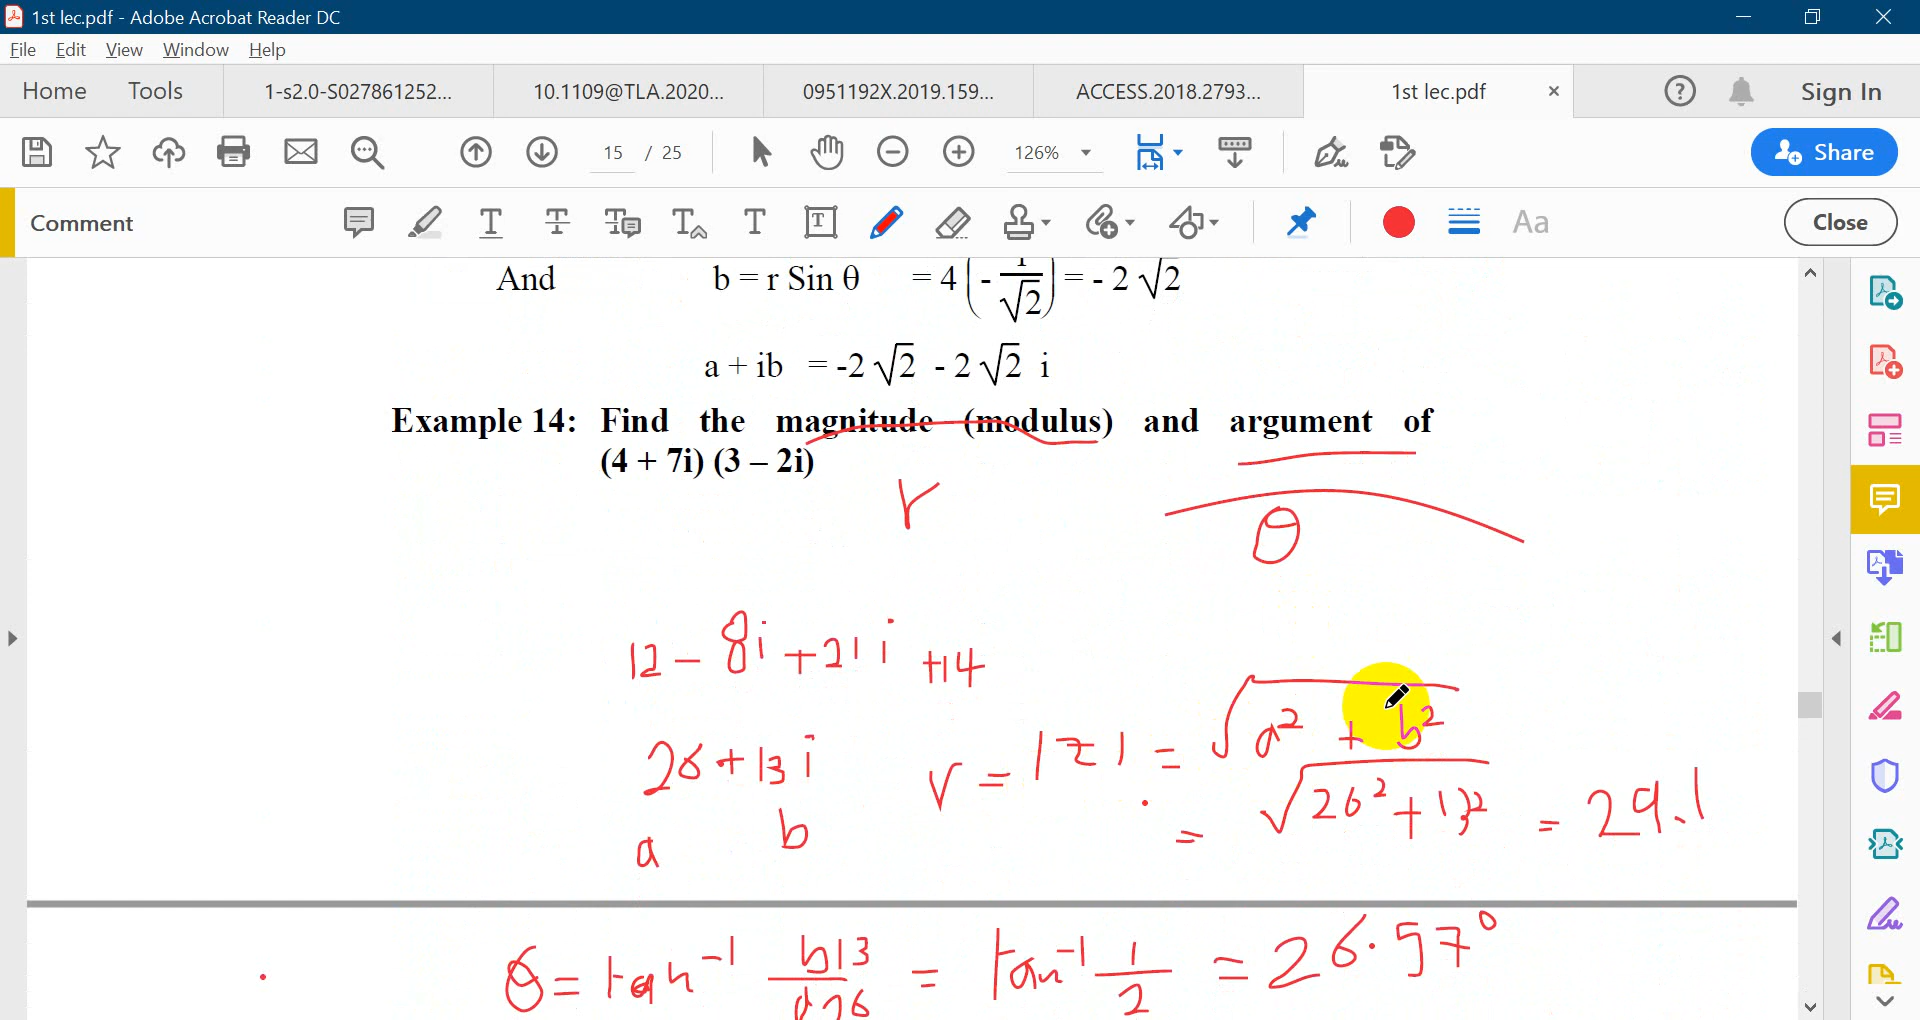 1st lec.pdf - Adobe Acrobat Reader DC
File Edit View Window Help
Home Tools 1-s2.0-S027861252... 10.1109@TLA.2020... 0951192X.2019.159... ACCESS.2018.2793... 1st lec.pdf × ? Sign In
15 / 25 126% Share
Comment T T T T T T Aa Close
And b = r Sin θ = 4 ( - 1/√2 ) = - 2 √2
a + ib = -2 √2 - 2 √2 i
Example 14: Find the magnitude (modulus) and argument of
(4 + 7i) (3 – 2i)
r
θ
12 - 8i + 21 i + 14
26 + 13 i r = |z| = √a² + b²
a b = √26² + 13² = 29.1
θ = tan⁻¹ b13/a26 = tan⁻¹ 1/2 = 26.57°